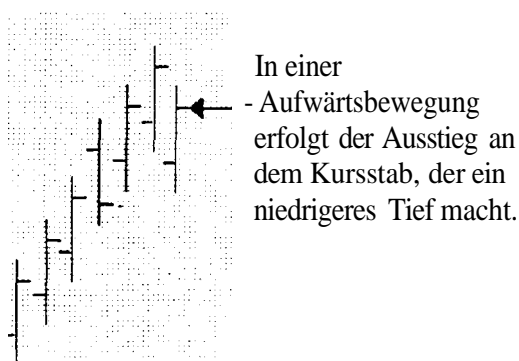 In einer
- Aufwärtsbewegung
erfolgt der Ausstieg an
dem Kursstab, der ein
niedrigeres Tief macht.